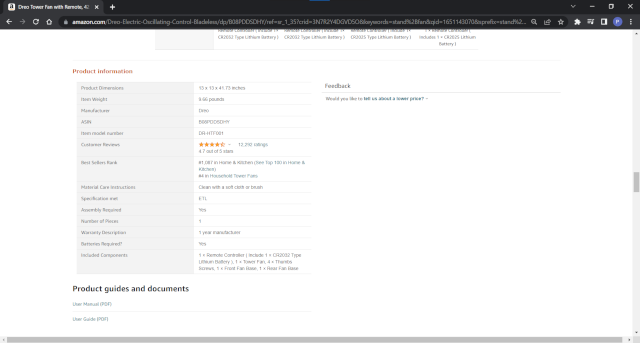 Dreo Tower Fan with Remote, 42
amazon.com/Dreo-Electric-Oscillating-Control-Bladeless/dp/B08PDDSDHY/ref=sr_1_35?crid=3N7R2Y4DGVD5O&keywords=stand%2Bfan&qid=1651143070&sprefix=stand%2...
Remote Controller ( Include 1 × Remote Controller ( Include 1 × Remote Controller ( Include 1 × 1 × Remote Controller (
CR2032 Type Lithium Battery ) CR2032 Type Lithium Battery ) CR2025 Type Lithium Battery ) Includes 1 × CR2025 Lithium
Battery )
Product information
Product Dimensions 13 x 13 x 41.73 inches
Item Weight 9.66 pounds
Manufacturer Dreo
ASIN B08PDDSDHY
Item model number DR-HTF001
Customer Reviews 12,292 ratings
4.7 out of 5 stars
Best Sellers Rank #1,087 in Home & Kitchen (See Top 100 in Home &
Kitchen)
#4 in Household Tower Fans
Material Care Instructions Clean with a soft cloth or brush
Specification met ETL
Assembly Required Yes
Number of Pieces 1
Warranty Description 1 year manufacturer
Batteries Required? Yes
Included Components 1 × Remote Controller ( Include 1 × CR2032 Type
Lithium Battery ), 1 × Tower Fan, 4 × Thumbs
Screws, 1 × Front Fan Base, 1 × Rear Fan Base
Feedback
Would you like to tell us about a lower price?
Product guides and documents
User Manual (PDF)
User Guide (PDF)